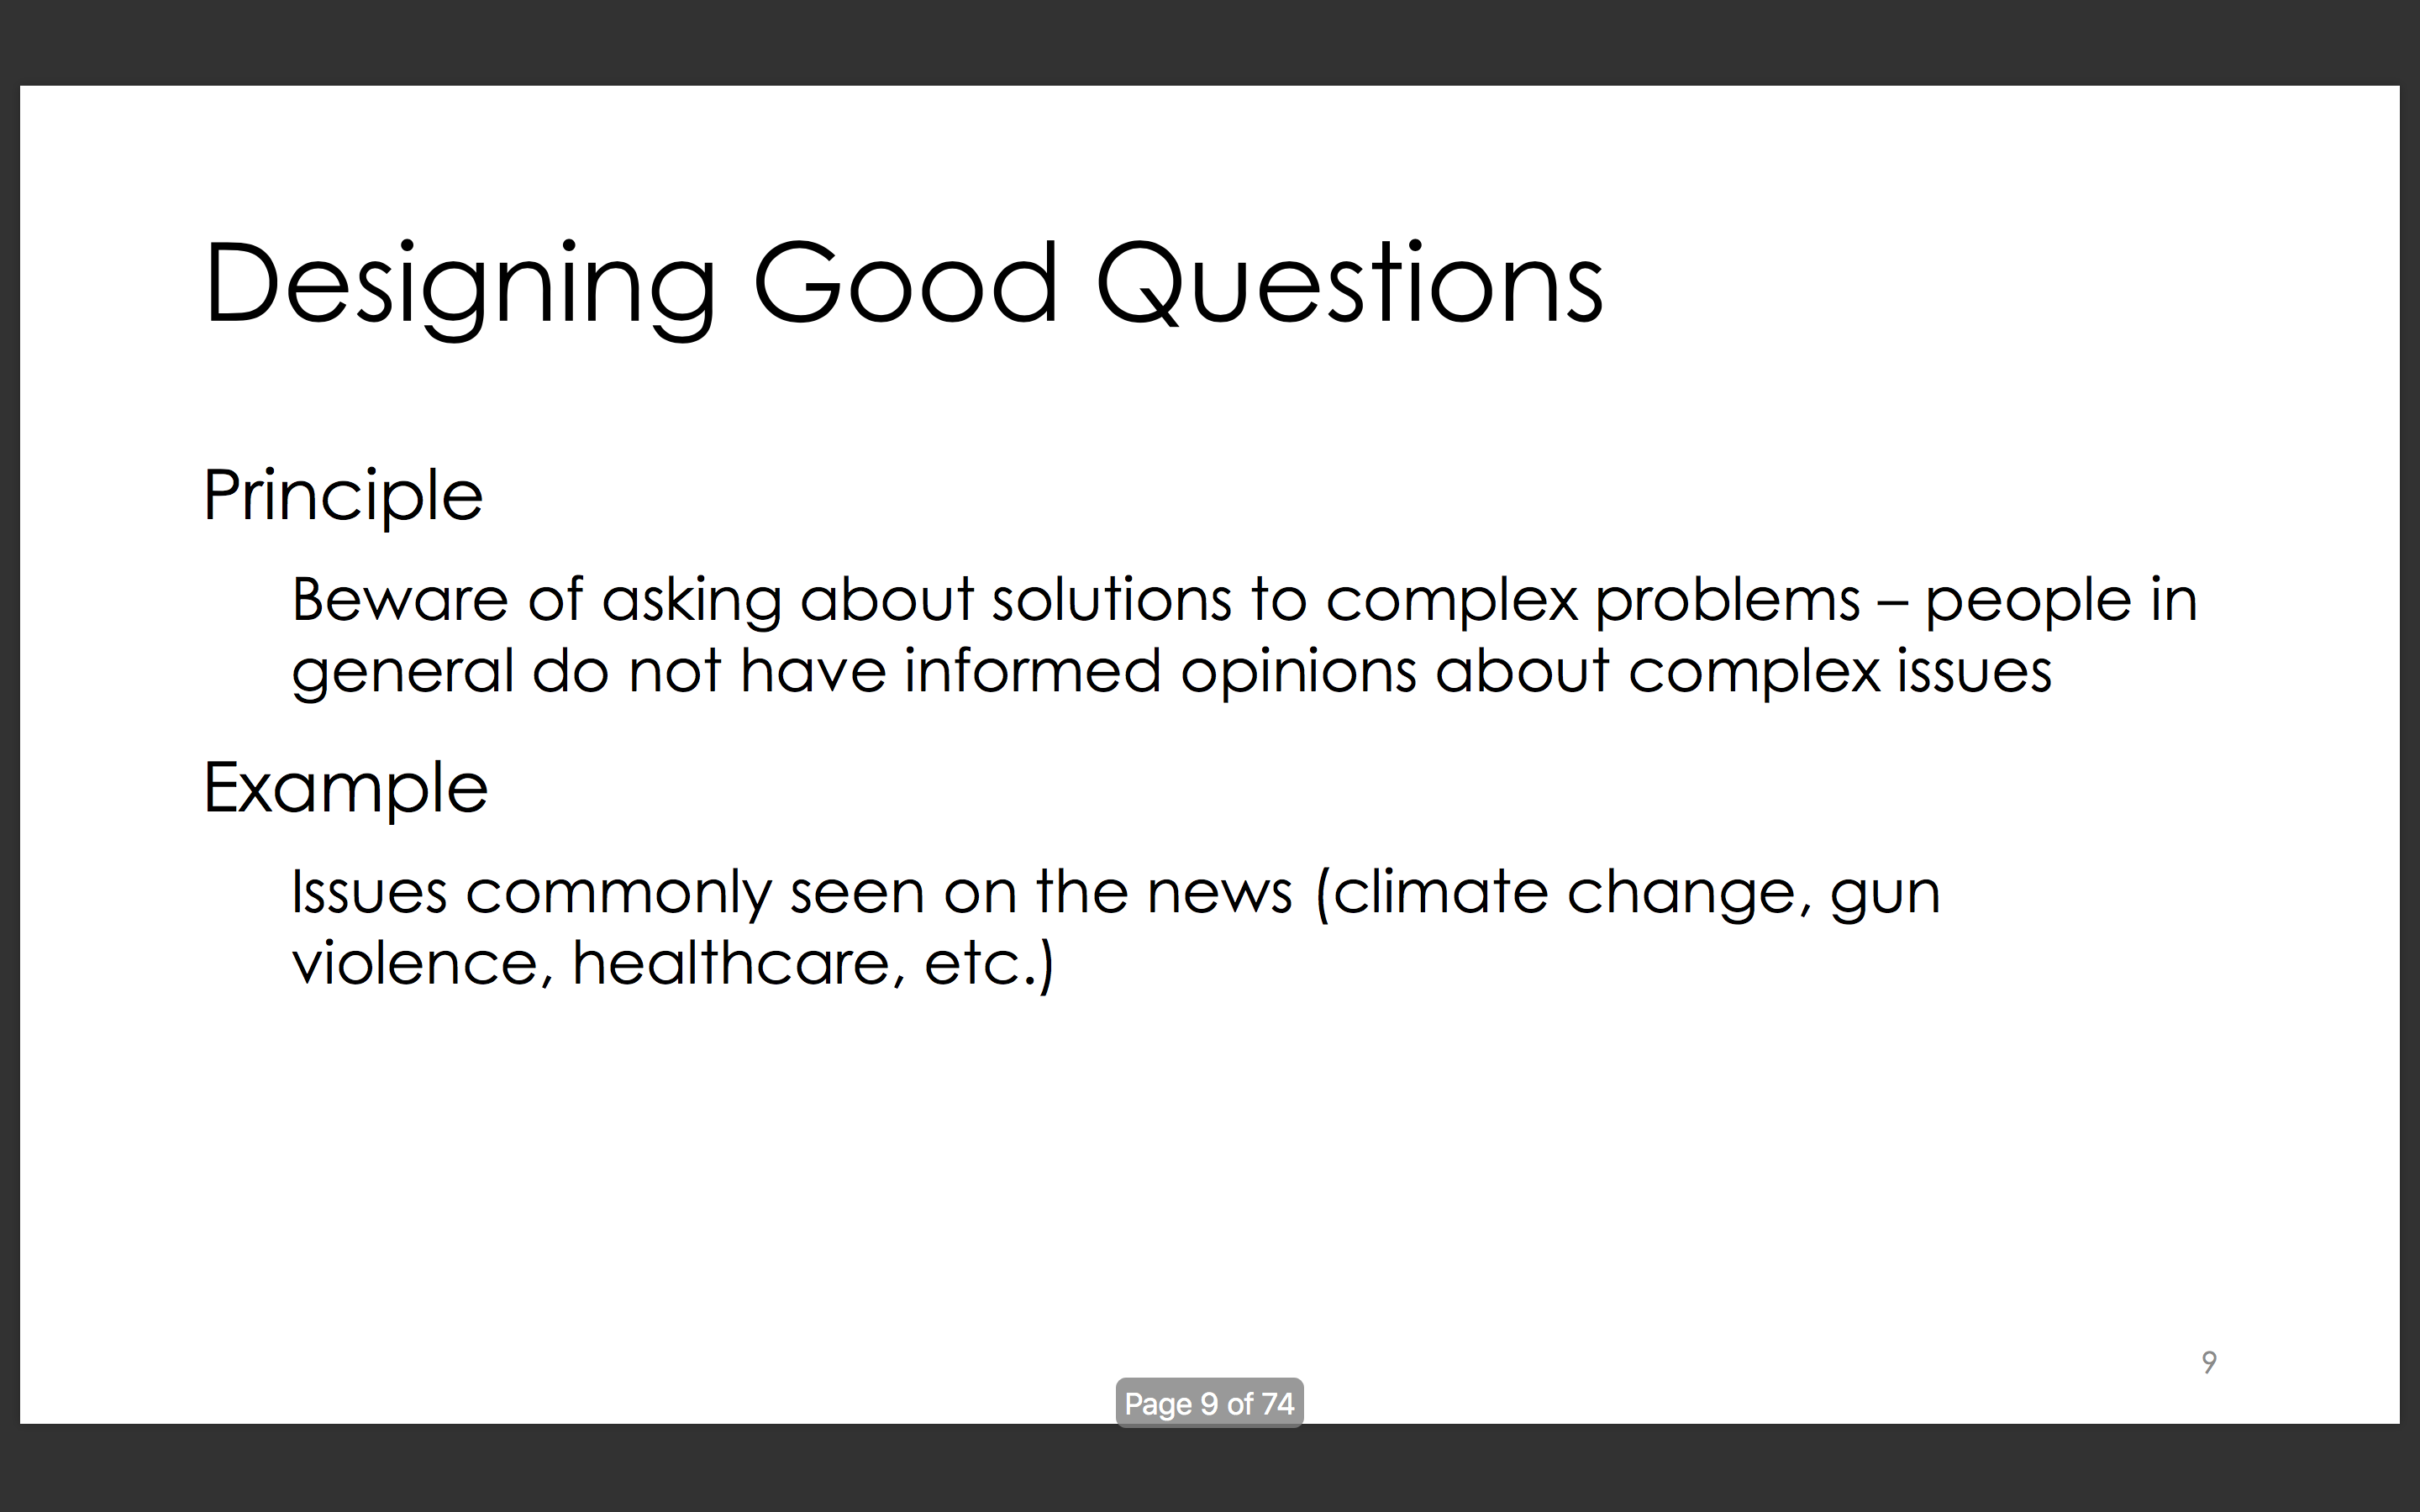 Designing Good Questions
Principle
Beware of asking about solutions to complex problems – people in
general do not have informed opinions about complex issues
Example
Issues commonly seen on the news (climate change, gun
violence, healthcare, etc.)
9
Page 9 of 74